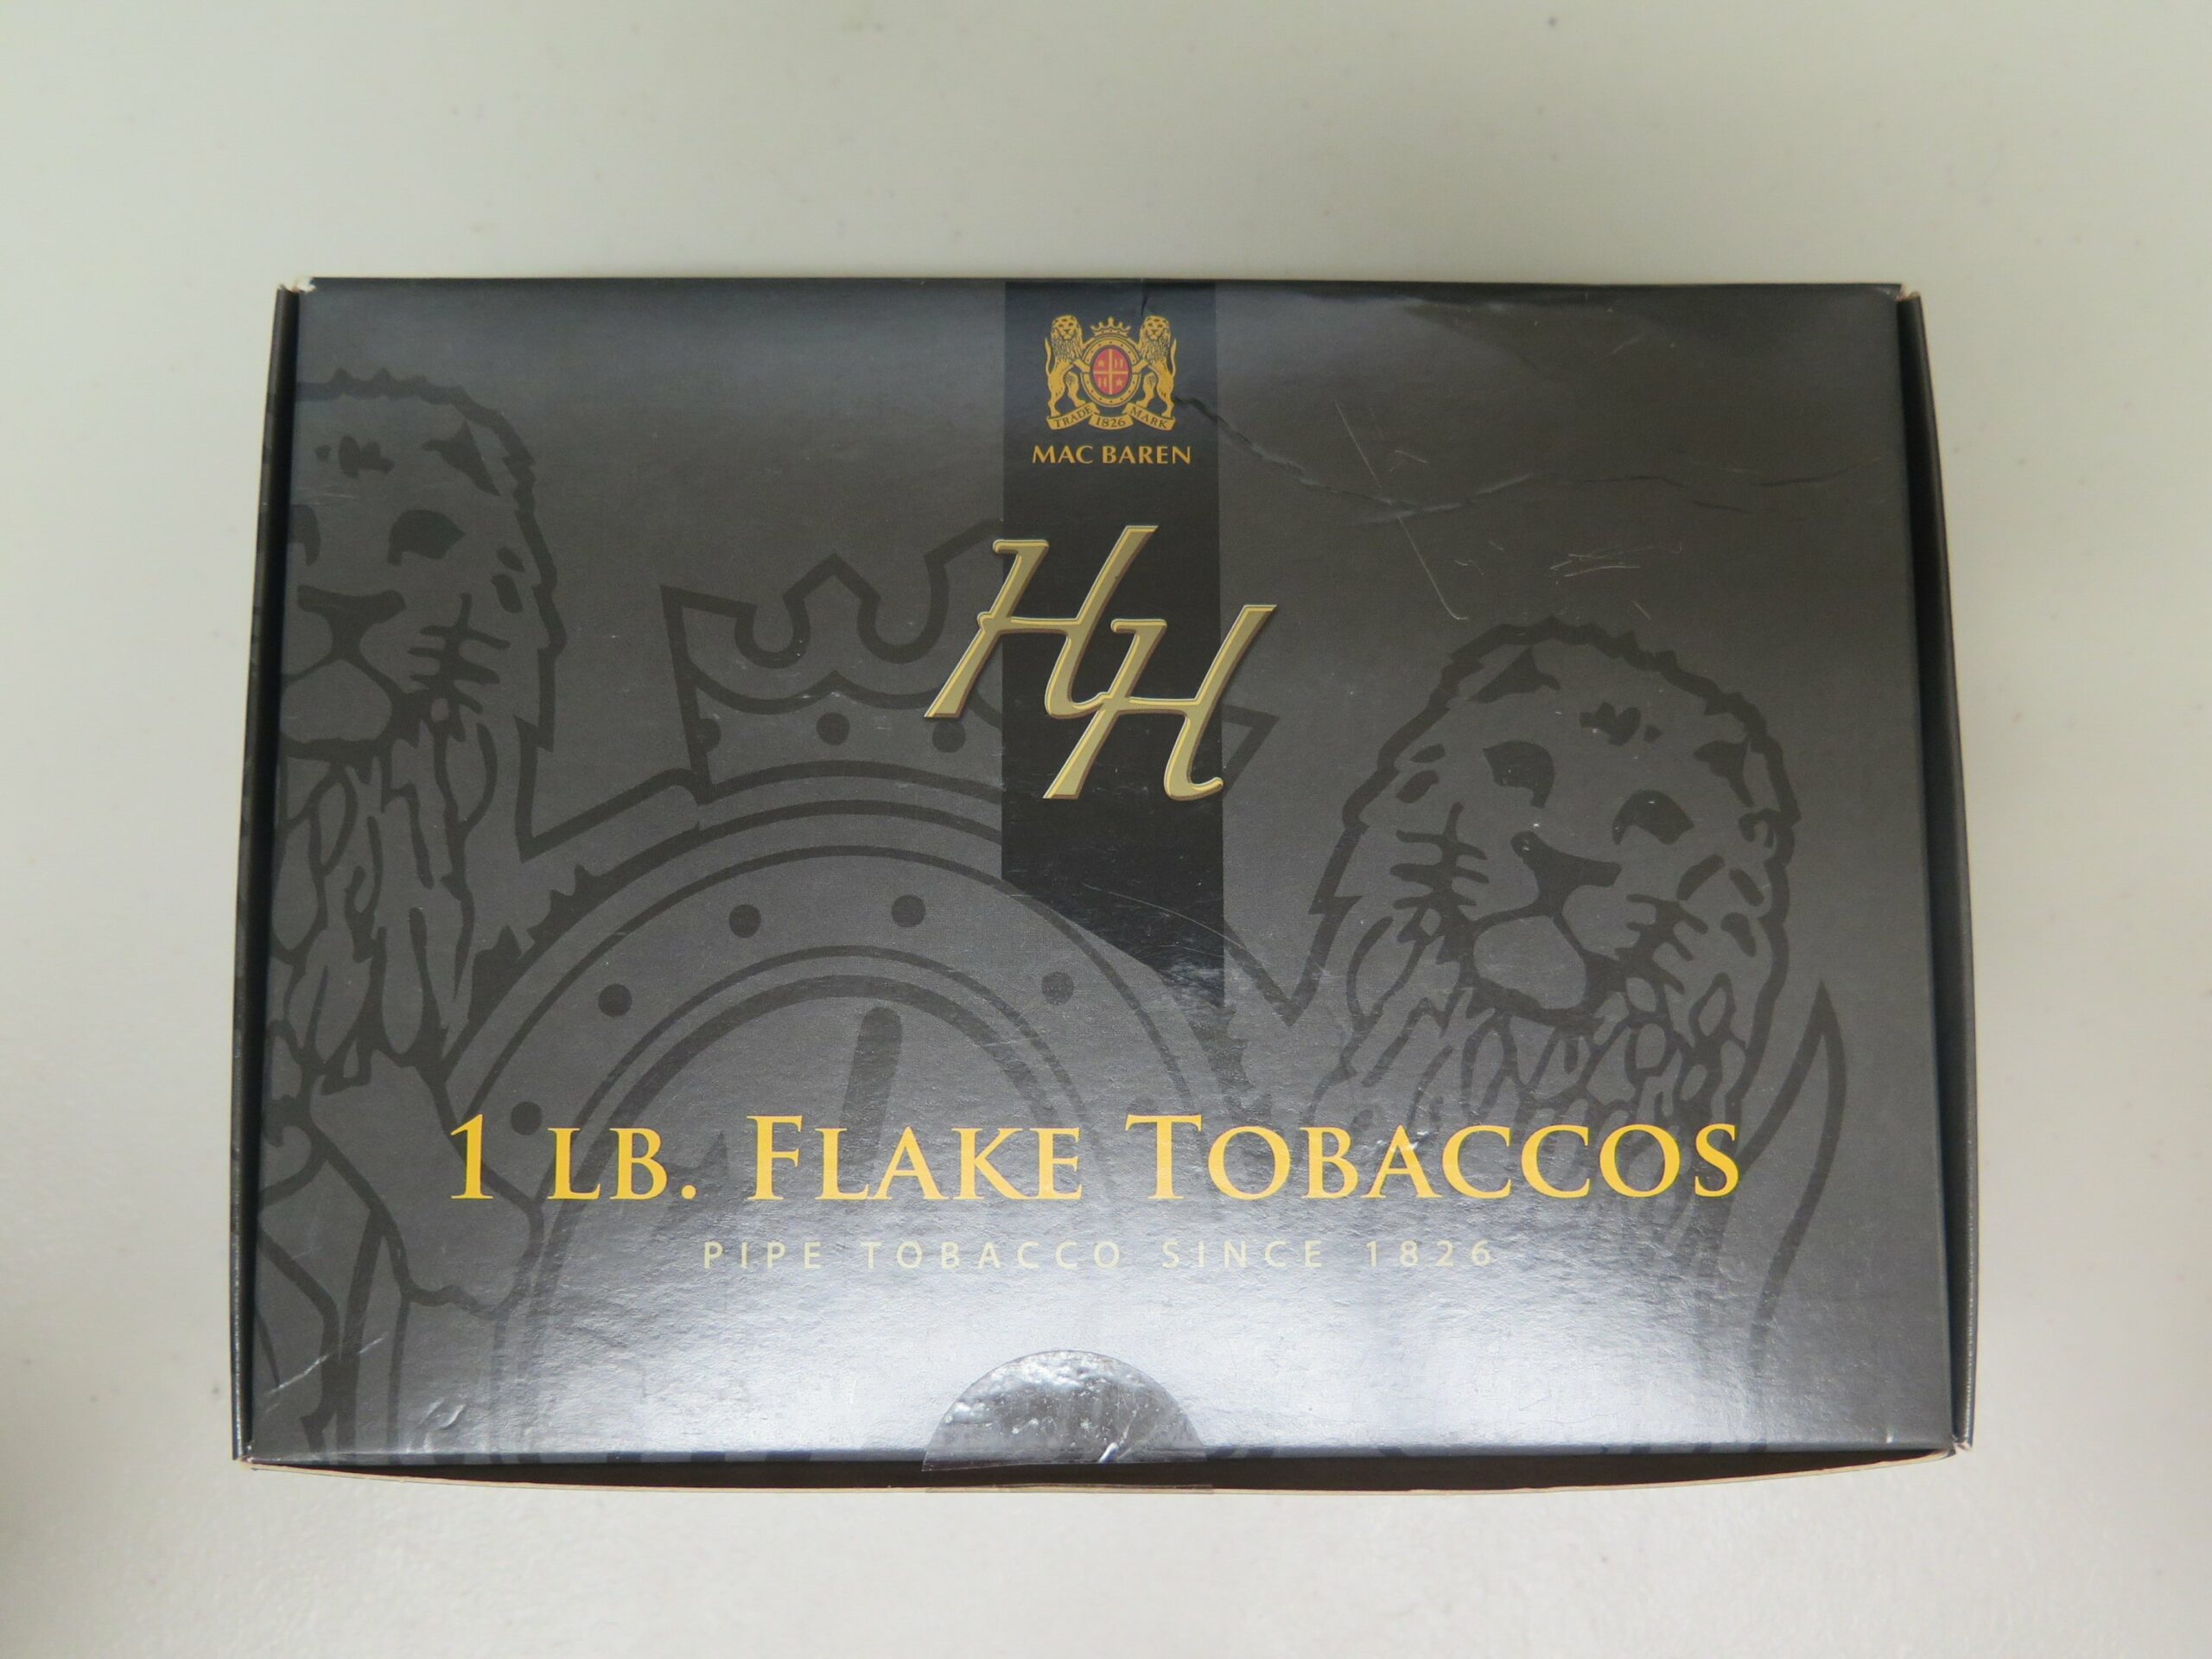 TRADE 1826 MARK
MAC BAREN
HH
1 LB. FLAKE TOBACCOS
PIPE TOBACCO SINCE 1826